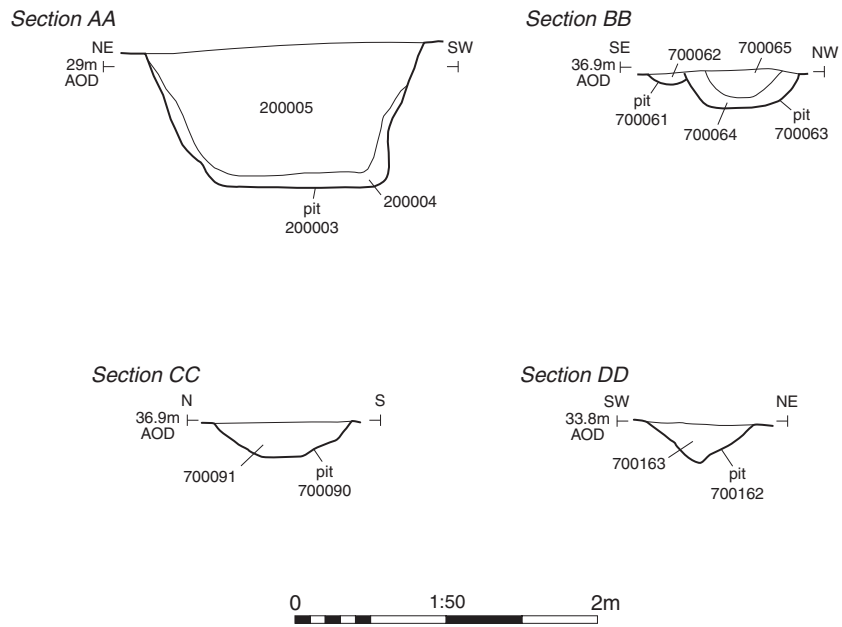 Section AA
NE
SW
29m
AOD
200005
200004
pit
200003
Section BB
SE
NW
36.9m
AOD
700062
700065
pit
700061
700064
pit
700063
Section CC
N
S
36.9m
AOD
700091
pit
700090
Section DD
SW
NE
33.8m
AOD
700163
pit
700162
0
1:50
2m